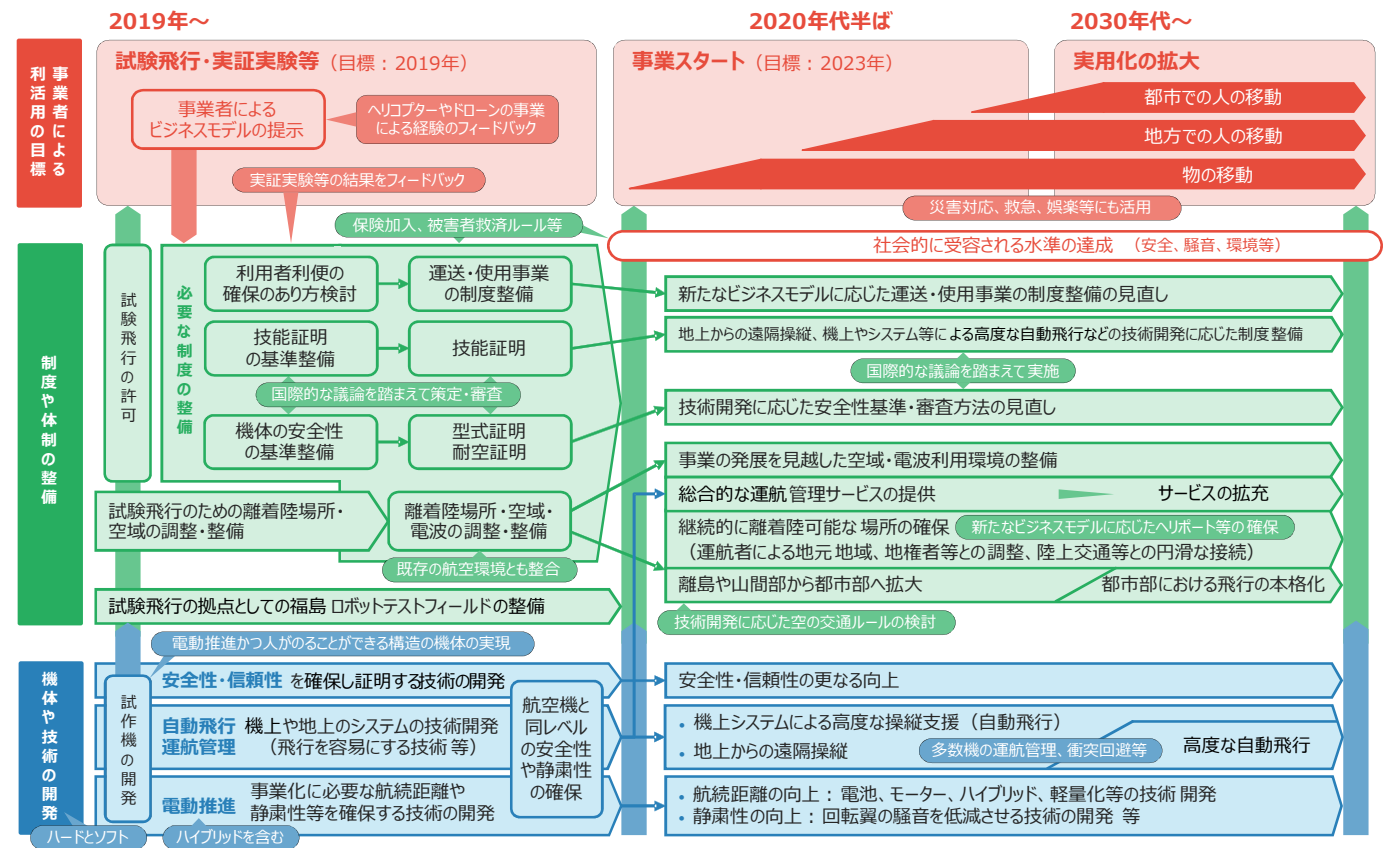 2019年～
2020年代半ば
2030年代～
事業者による
利活用の目標
試験飛行・実証実験等（目標：2019年）
事業者による
ビジネスモデルの提示
ヘリコプターやドローンの事業
による経験のフィードバック
実証実験等の結果をフィードバック
事業スタート（目標：2023年）
実用化の拡大
都市での人の移動
地方での人の移動
物の移動
災害対応、救急、娯楽等にも活用
保険加入、被害者救済ルール等
社会的に受容される水準の達成　（安全、騒音、環境等）
制度や体制の整備
試験飛行の許可
必要な制度の整備
利用者利便の
確保のあり方検討
運送・使用事業
の制度整備
技能証明
の基準整備
技能証明
国際的な議論を踏まえて策定・審査
機体の安全性
の基準整備
型式証明
耐空証明
試験飛行のための離着陸場所・
空域の調整・整備
離着陸場所・空域・
電波の調整・整備
既存の航空環境とも整合
試験飛行の拠点としての福島ロボットテストフィールドの整備
新たなビジネスモデルに応じた運送・使用事業の制度整備の見直し
地上からの遠隔操縦、機上やシステム等による高度な自動飛行などの技術開発に応じた制度整備
国際的な議論を踏まえて実施
技術開発に応じた安全性基準・審査方法の見直し
事業の発展を見越した空域・電波利用環境の整備
総合的な運航管理サービスの提供
サービスの拡充
継続的に離着陸可能な場所の確保
新たなビジネスモデルに応じたヘリポート等の確保
（運航者による地元地域、地権者等との調整、陸上交通等との円滑な接続）
離島や山間部から都市部へ拡大
都市部における飛行の本格化
技術開発に応じた空の交通ルールの検討
機体や技術の開発
電動推進かつ人がのることができる構造の機体の実現
試作機の開発
安全性・信頼性 を確保し証明する技術の開発
自動飛行
運航管理
機上や地上のシステムの技術開発
（飛行を容易にする技術等）
電動推進
事業化に必要な航続距離や
静粛性等を確保する技術の開発
航空機と
同レベル
の安全性
や静粛性
の確保
ハードとソフト
ハイブリッドを含む
安全性・信頼性の更なる向上
• 機上システムによる高度な操縦支援（自動飛行）
• 地上からの遠隔操縦
多数機の運航管理、衝突回避等
高度な自動飛行
• 航続距離の向上：電池、モーター、ハイブリッド、軽量化等の技術開発
• 静粛性の向上：回転翼の騒音を低減させる技術の開発 等